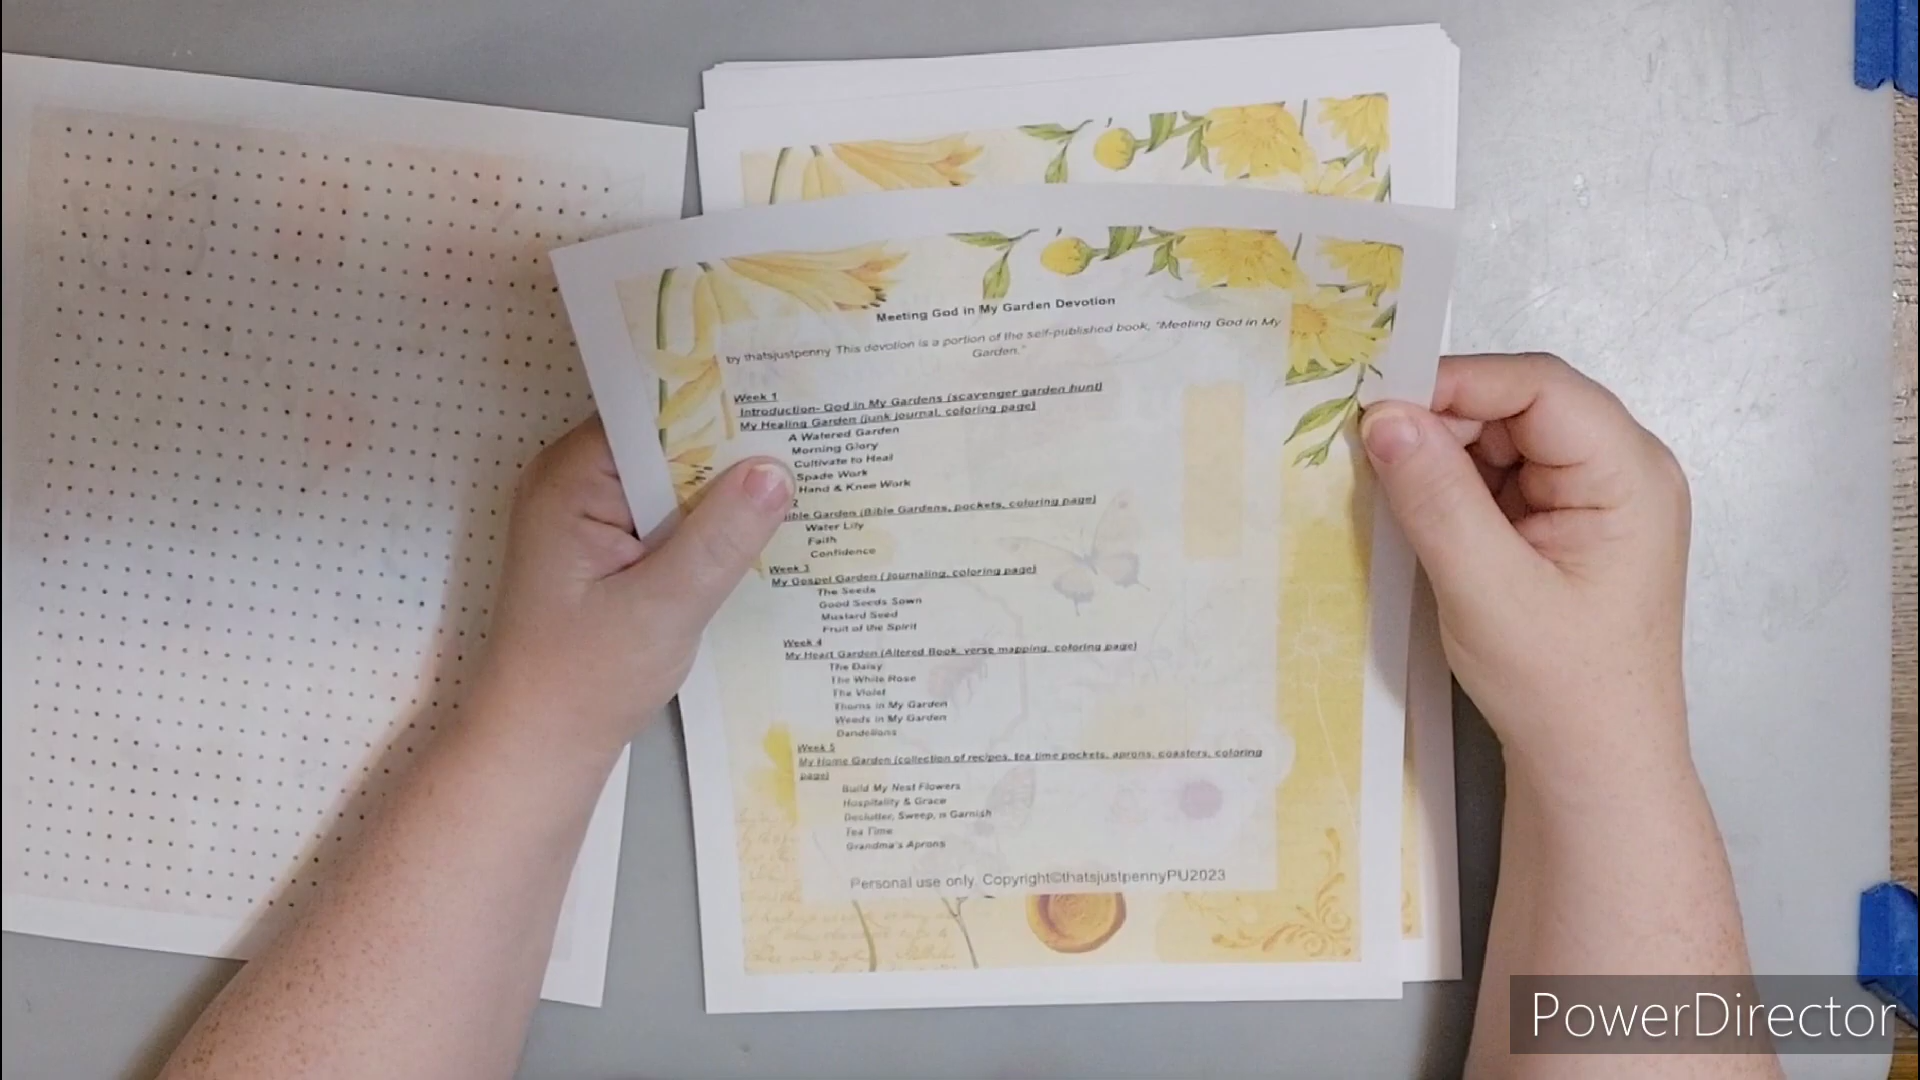 Meeting God in My Garden Devotion
by thatsjustpenny This devotion is a portion of the self-published book, "Meeting God in My
Garden."
Week 1
Introduction- God in My Gardens (scavenger garden hunt)
My Healing Garden (junk journal, coloring page)
A Watered Garden
Morning Glory
Cultivate to Heal
Spade Work
Hand & Knee Work
2
ible Garden (Bible Gardens, pockets, coloring page)
Water Lily
Faith
Confidence
Week 3
My Gospel Garden ( Journaling, coloring page)
The Seeds
Good Seeds Sown
Mustard Seed
Fruit of the Spirit
Week 4
My Heart Garden (Altered Book, verse mapping, coloring page)
The Daisy
The White Rose
The Violet
Thorns in My Garden
Weeds in My Garden
Dandelions
Week 5
My Home Garden (collection of recipes, tea time pockets, aprons, coasters, coloring
page)
Build My Nest Flowers
Hospitality & Grace
Declutter, Sweep, n Garnish
Tea Time
Grandma's Aprons
Personal use only. Copyright©thatsjustpennyPU2023
PowerDirector